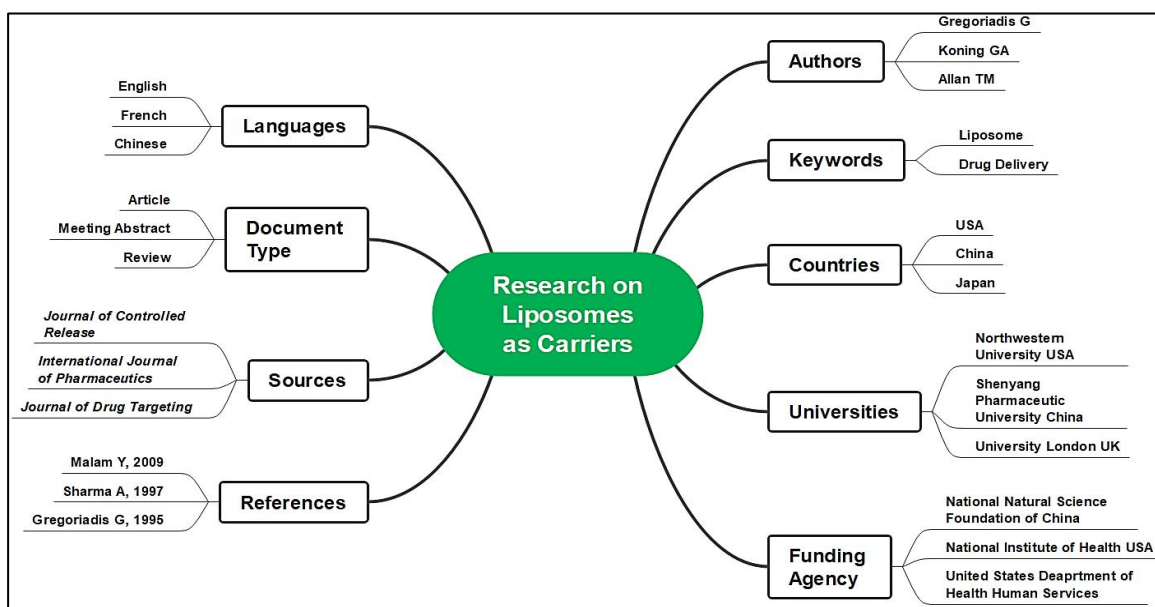 Research on
Liposomes
as Carriers
Languages
English
French
Chinese
Document
Type
Article
Meeting Abstract
Review
Sources
Journal of Controlled
Release
International Journal
of Pharmaceutics
Journal of Drug Targeting
References
Malam Y, 2009
Sharma A, 1997
Gregoriadis G, 1995
Authors
Gregoriadis G
Koning GA
Allan TM
Keywords
Liposome
Drug Delivery
Countries
USA
China
Japan
Universities
Northwestern
University USA
Shenyang
Pharmaceutic
University China
University London UK
Funding
Agency
National Natural Science
Foundation of China
National Institute of Health USA
United States Deaprtment of
Health Human Services